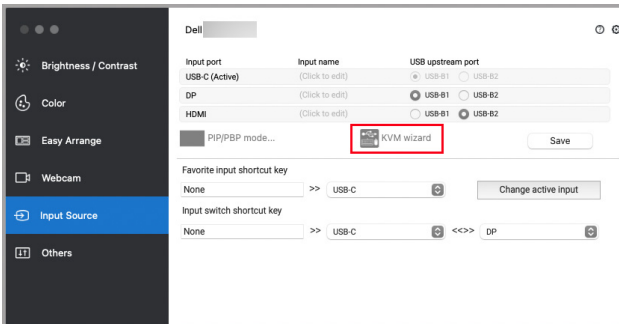 Dell
Brightness / Contrast
Color
Easy Arrange
Webcam
Input Source
Others
Input port Input name USB upstream port
USB-C (Active) (Click to edit) USB-B1 USB-B2
DP (Click to edit) USB-B1 USB-B2
HMDI (Click to edit) USB-B1 USB-B2
PIP/PBP mode... KVM wizard Save
Favorite input shortcut key
None >> USB-C Change active input
Input switch shortcut key
None >> USB-C <<>> DP